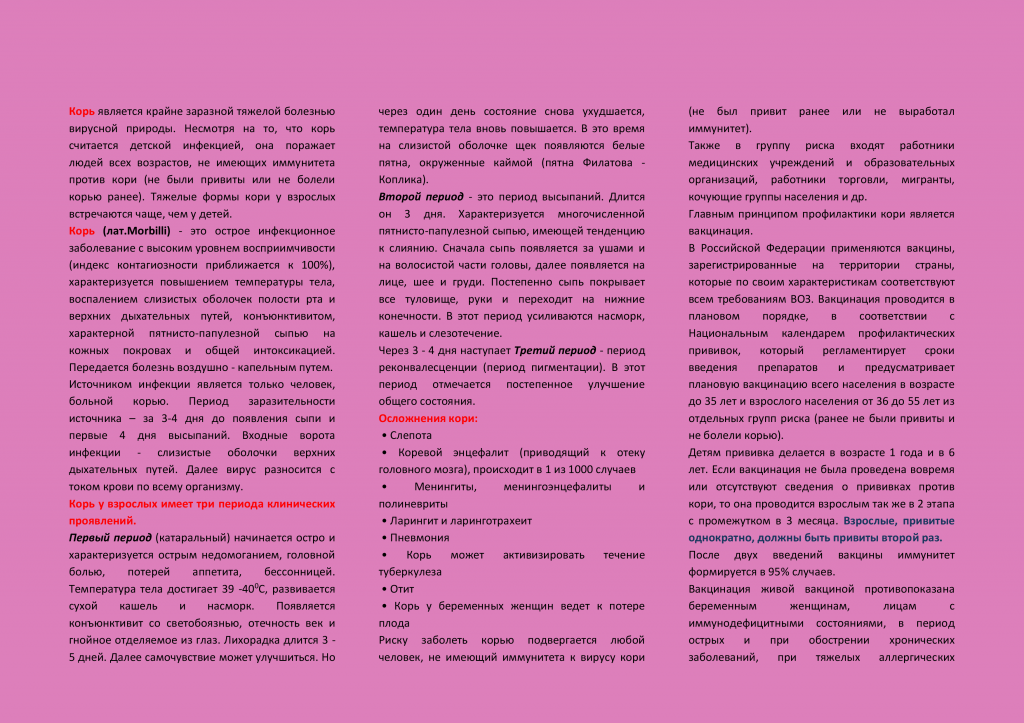 Корь является крайне заразной тяжелой болезнью
вирусной природы. Несмотря на то, что корь
считается детской инфекцией, она поражает
людей всех возрастов, не имеющих иммунитета
против кори (не были привиты или не болели
корью ранее). Тяжелые формы кори у взрослых
встречаются чаще, чем у детей.
Корь (лат.Morbilli) - это острое инфекционное
заболевание с высоким уровнем восприимчивости
(индекс контагиозности приближается к 100%),
характеризуется повышением температуры тела,
воспалением слизистых оболочек полости рта и
верхних дыхательных путей, конъюнктивитом,
характерной пятнисто-папулезной сыпью на
кожных покровах и общей интоксикацией.
Передается болезнь воздушно - капельным путем.
Источником инфекции является только человек,
больной корью. Период заразительности
источника – за 3-4 дня до появления сыпи и
первые 4 дня высыпаний. Входные ворота
инфекции - слизистые оболочки верхних
дыхательных путей. Далее вирус разносится с
током крови по всему организму.
Корь у взрослых имеет три периода клинических
проявлений.
Первый период (катаральный) начинается остро и
характеризуется острым недомоганием, головной
болью, потерей аппетита, бессонницей.
Температура тела достигает 39 -40⁰С, развивается
сухой кашель и насморк. Появляется
конъюнктивит со светобоязнью, отечность век и
гнойное отделяемое из глаз. Лихорадка длится 3 -
5 дней. Далее самочувствие может улучшиться. Но
через один день состояние снова ухудшается,
температура тела вновь повышается. В это время
на слизистой оболочке щек появляются белые
пятна, окруженные каймой (пятна Филатова -
Коплика).
Второй период - это период высыпаний. Длится
он 3 дня. Характеризуется многочисленной
пятнисто-папулезной сыпью, имеющей тенденцию
к слиянию. Сначала сыпь появляется за ушами и
на волосистой части головы, далее появляется на
лице, шее и груди. Постепенно сыпь покрывает
все туловище, руки и переходит на нижние
конечности. В этот период усиливаются насморк,
кашель и слезотечение.
Через 3 - 4 дня наступает Третий период - период
реконвалесценции (период пигментации). В этот
период отмечается постепенное улучшение
общего состояния.
Осложнения кори:
• Слепота
• Коревой энцефалит (приводящий к отеку
головного мозга), происходит в 1 из 1000 случаев
• Менингиты, менингоэнцефалиты и
полиневриты
• Ларингит и ларинготрахеит
• Пневмония
• Корь может активизировать течение
туберкулеза
• Отит
• Корь у беременных женщин ведет к потере
плода
Риску заболеть корью подвергается любой
человек, не имеющий иммунитета к вирусу кори
(не был привит ранее или не выработал
иммунитет).
Также в группу риска входят работники
медицинских учреждений и образовательных
организаций, работники торговли, мигранты,
кочующие группы населения и др.
Главным принципом профилактики кори является
вакцинация.
В Российской Федерации применяются вакцины,
зарегистрированные на территории страны,
которые по своим характеристикам соответствуют
всем требованиям ВОЗ. Вакцинация проводится в
плановом порядке, в соответствии с
Национальным календарем профилактических
прививок, который регламентирует сроки
введения препаратов и предусматривает
плановую вакцинацию всего населения в возрасте
до 35 лет и взрослого населения от 36 до 55 лет из
отдельных групп риска (ранее не были привиты и
не болели корью).
Детям прививка делается в возрасте 1 года и в 6
лет. Если вакцинация не была проведена вовремя
или отсутствуют сведения о прививках против
кори, то она проводится взрослым так же в 2 этапа
с промежутком в 3 месяца. Взрослые, привитые
однократно, должны быть привиты второй раз.
После двух введений вакцины иммунитет
формируется в 95% случаев.
Вакцинация живой вакциной противопоказана
беременным женщинам, лицам с
иммунодефицитными состояниями, в период
острых и при обострении хронических
заболеваний, при тяжелых аллергических